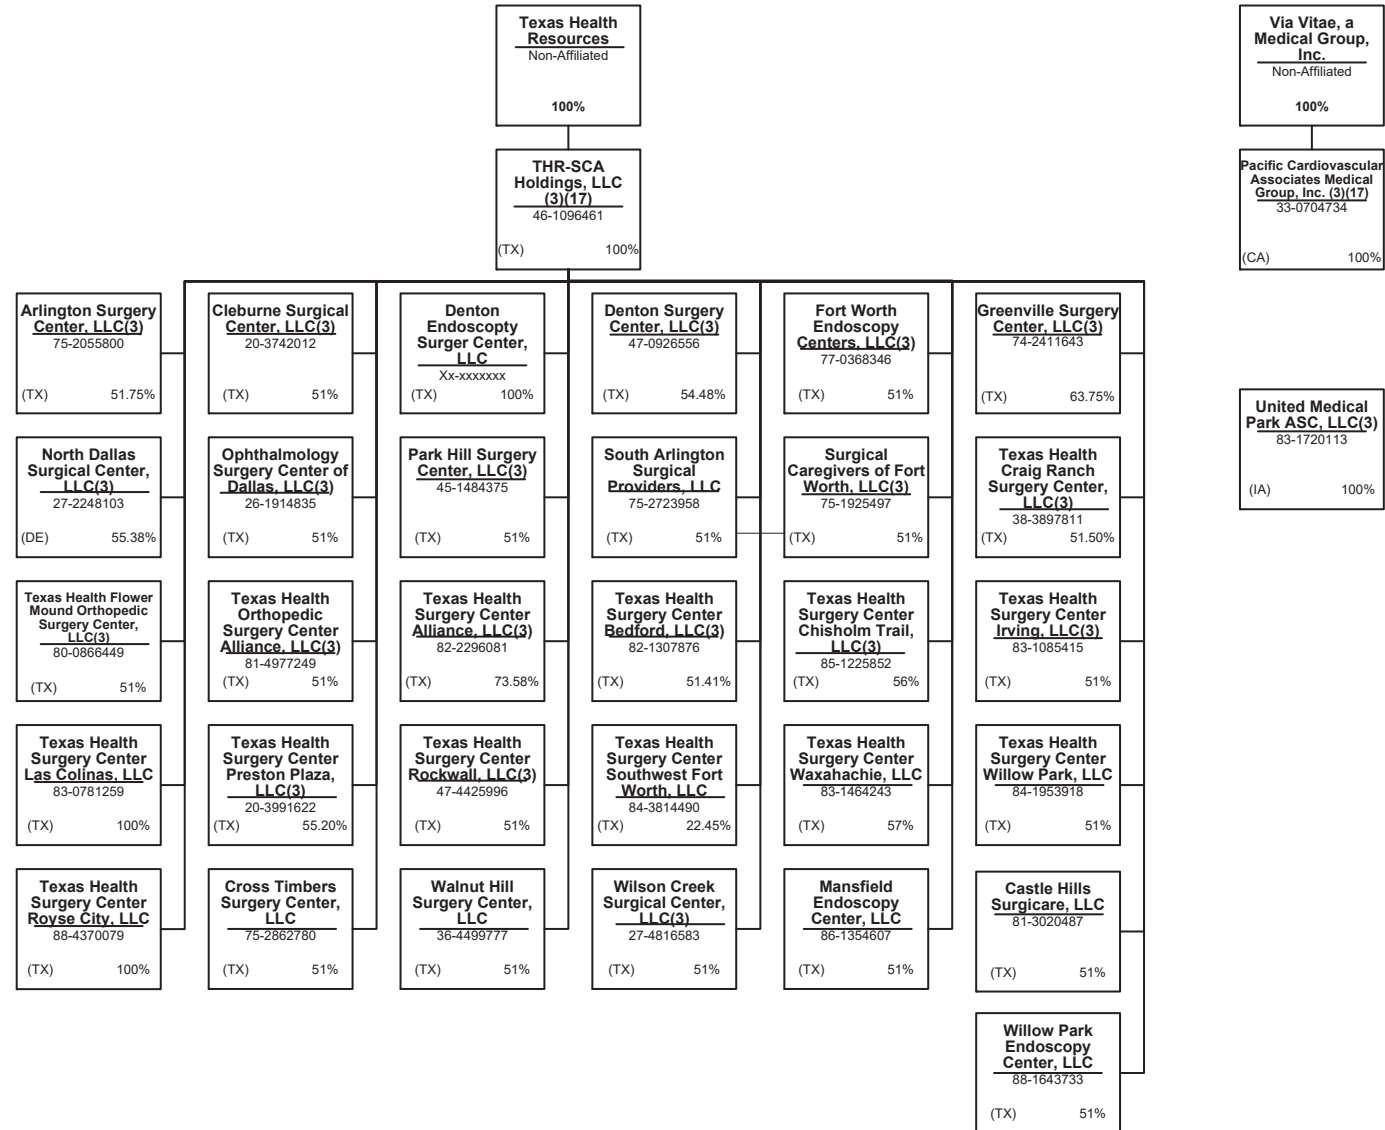 Texas Health
Resources
Non-Affiliated
100%
Via Vitae, a
Medical Group,
Inc.
Non-Affiliated
100%
THR-SCA
Holdings, LLC
(3)(17)
46-1096461
(TX) 100%
Pacific Cardiovascular
Associates Medical
Group, Inc. (3)(17)
33-0704734
(CA) 100%
Arlington Surgery
Center, LLC(3)
75-2055800
(TX) 51.75%
Cleburne Surgical
Center, LLC(3)
20-3742012
(TX) 51%
Denton
Endoscopty
Surger Center,
LLC
Xx-xxxxxxx
(TX) 100%
Denton Surgery
Center, LLC(3)
47-0926556
(TX) 54.48%
Fort Worth
Endoscopy
Centers, LLC(3)
77-0368346
(TX) 51%
Greenville Surgery
Center, LLC(3)
74-2411643
(TX) 63.75%
United Medical
Park ASC, LLC(3)
83-1720113
(IA) 100%
North Dallas
Surgical Center,
LLC(3)
27-2248103
(DE) 55.38%
Ophthalmology
Surgery Center of
Dallas, LLC(3)
26-1914835
(TX) 51%
Park Hill Surgery
Center, LLC(3)
45-1484375
(TX) 51%
South Arlington
Surgical
Providers, LLC
75-2723958
(TX) 51%
Surgical
Caregivers of Fort
Worth, LLC(3)
75-1925497
(TX) 51%
Texas Health
Craig Ranch
Surgery Center,
LLC(3)
38-3897811
(TX) 51.50%
Texas Health Flower
Mound Orthopedic
Surgery Center,
LLC(3)
80-0866449
(TX) 51%
Texas Health
Orthopedic
Surgery Center
Alliance, LLC(3)
81-4977249
(TX) 51%
Texas Health
Surgery Center
Alliance, LLC(3)
82-2296081
(TX) 73.58%
Texas Health
Surgery Center
Bedford, LLC(3)
82-1307876
(TX) 51.41%
Texas Health
Surgery Center
Chisholm Trail,
LLC(3)
85-1225852
(TX) 56%
Texas Health
Surgery Center
Irving, LLC(3)
83-1085415
(TX) 51%
Texas Health
Surgery Center
Las Colinas, LLC
83-0781259
(TX) 100%
Texas Health
Surgery Center
Preston Plaza,
LLC(3)
20-3991622
(TX) 55.20%
Texas Health
Surgery Center
Rockwall, LLC(3)
47-4425996
(TX) 51%
Texas Health
Surgery Center
Southwest Fort
Worth, LLC
84-3814490
(TX) 22.45%
Texas Health
Surgery Center
Waxahachie, LLC
83-1464243
(TX) 57%
Texas Health
Surgery Center
Willow Park, LLC
84-1953918
(TX) 51%
Texas Health
Surgery Center
Royse City, LLC
88-4370079
(TX) 100%
Cross Timbers
Surgery Center,
LLC
75-2862780
(TX) 51%
Walnut Hill
Surgery Center,
LLC
36-4499777
(TX) 51%
Wilson Creek
Surgical Center,
LLC(3)
27-4816583
(TX) 51%
Mansfield
Endoscopy
Center, LLC
86-1354607
(TX) 51%
Castle Hills
Surgicare, LLC
81-3020487
(TX) 51%
Willow Park
Endoscopy
Center, LLC
88-1643733
(TX) 51%